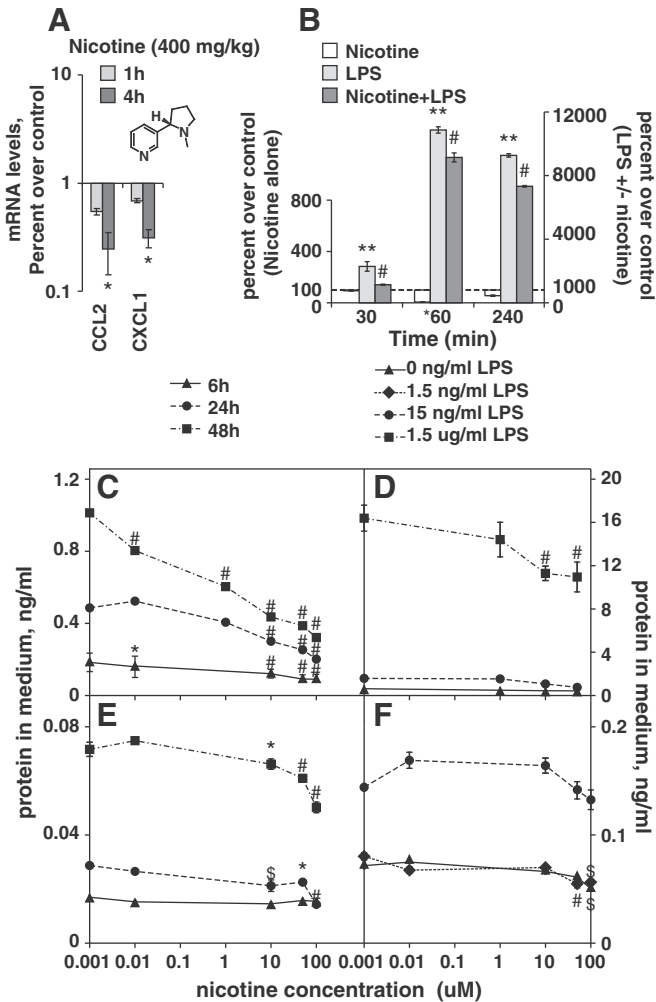 A
B
Nicotine (400 mg/kg)
1h
4h
H
N
N
10
1
0.1
mRNA levels,
Percent over control
*
*
CCL2
CXCL1
Nicotine
LPS
Nicotine+LPS
percent over control
(Nicotine alone)
800
400
100
0
12000
8000
4000
1000
0
percent over control
(LPS +/- nicotine)
**
#
**
#
**
#
30
*60
240
Time (min)
6h
24h
48h
0 ng/ml LPS
1.5 ng/ml LPS
15 ng/ml LPS
1.5 ug/ml LPS
C
D
1.2
0.8
0.4
0
20
16
12
8
4
0
#
#
#
#
#
#
#
#
*
#
#
#
#
#
protein in medium, ng/ml
protein in medium, ng/ml
E
F
0.08
0.04
0
0.2
0.1
0
*
#
#
$
*
#
$
#
$
0.001 0.01 0.1 1 10 100
0.001 0.01 0.1 1 10 100
nicotine concentration (uM)